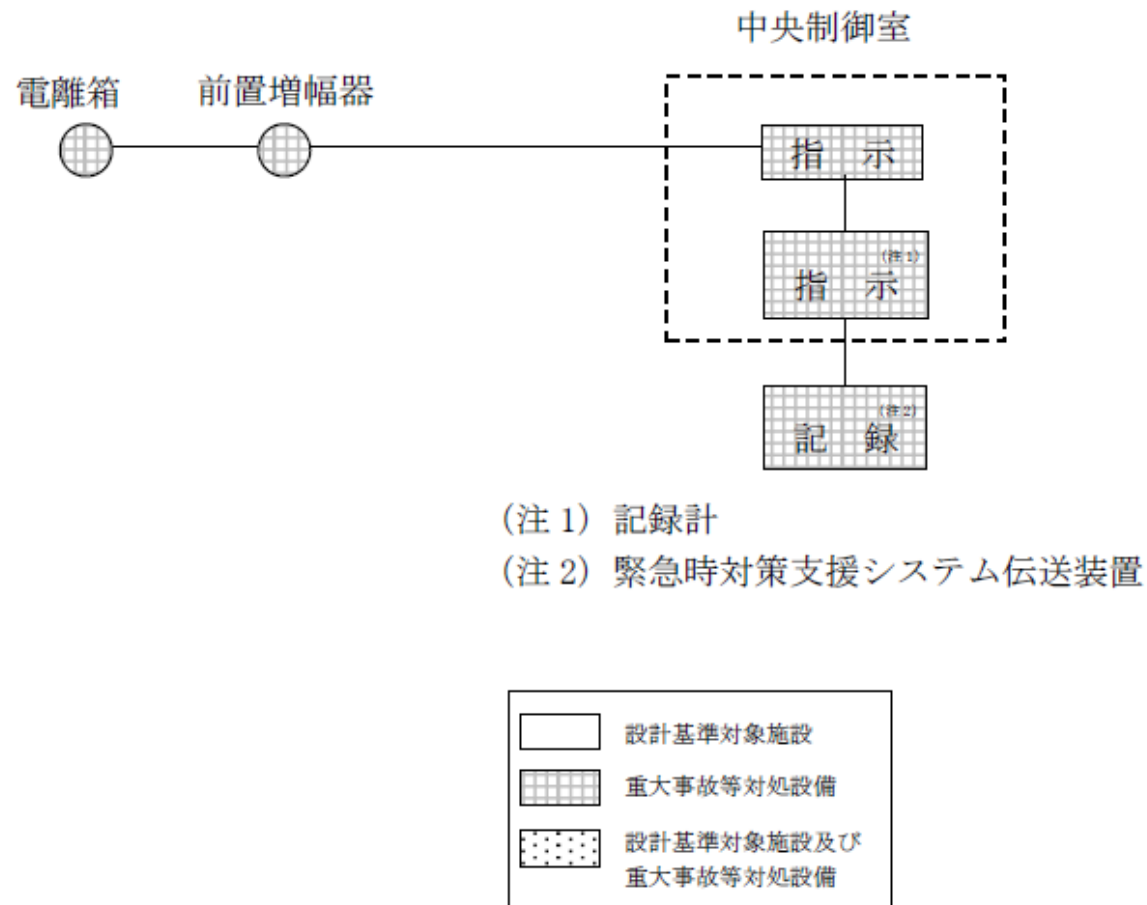 中央制御室
電離箱
前置増幅器
指 示
(注1)
指 示
(注2)
記 録
(注 1) 記録計
(注 2) 緊急時対策支援システム伝送装置
設計基準対象施設
重大事故等対処設備
設計基準対象施設及び
重大事故等対処設備